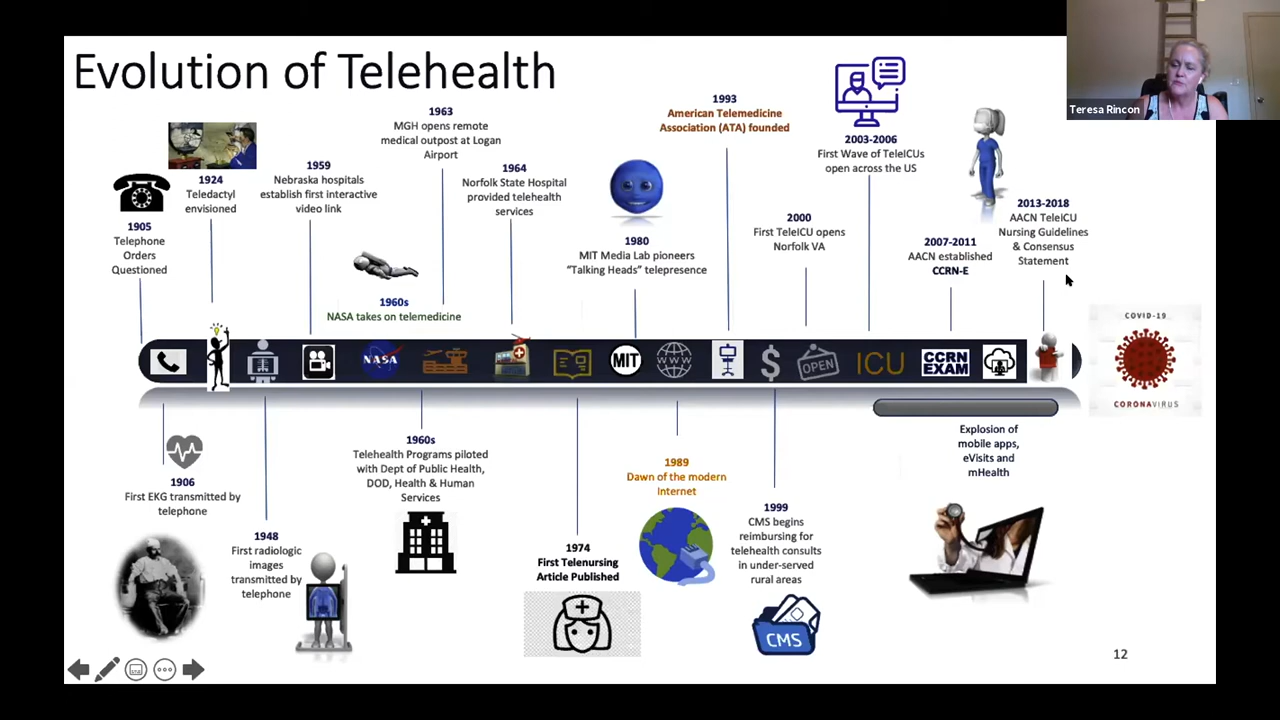 Evolution of Telehealth
Teresa Rincon
1905
Telephone
Orders
Questioned
1924
Teledactyl
envisioned
1959
Nebraska hospitals
establish first interactive
video link
1960s
NASA takes on telemedicine
1963
MGH opens remote
medical outpost at Logan
Airport
1964
Norfolk State Hospital
provided telehealth
services
1980
MIT Media Lab pioneers
“Talking Heads” telepresence
1993
American Telemedicine
Association (ATA) founded
2000
First TeleICU opens
Norfolk VA
2003-2006
First Wave of TeleICUs
open across the US
2007-2011
AACN established
CCRN-E
2013-2018
AACN TeleICU
Nursing Guidelines
& Consensus
Statement
NASA
MIT
WWW
$
OPEN
ICU
CCRN
EXAM
COVID-19
CORONAVIRUS
1906
First EKG transmitted by
telephone
1948
First radiologic
images
transmitted by
telephone
1960s
Telehealth Programs piloted
with Dept of Public Health,
DOD, Health & Human
Services
1974
First Telenursing
Article Published
1989
Dawn of the modern
Internet
1999
CMS begins
reimbursing for
telehealth consults
in under-served
rural areas
CMS
Explosion of
mobile apps,
eVisits and
mHealth
12